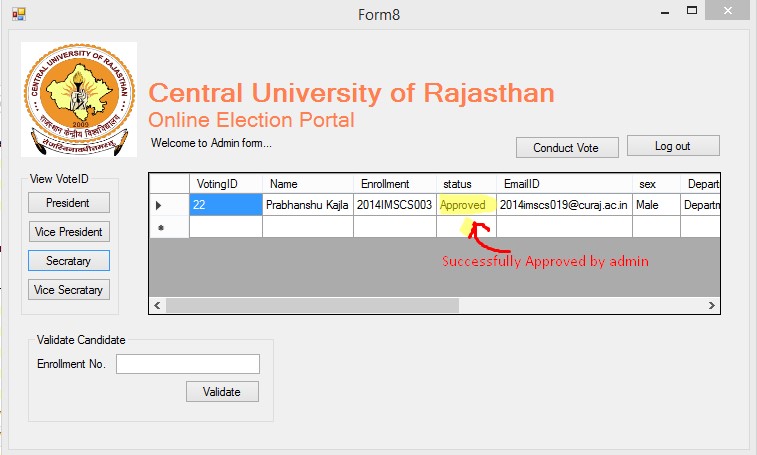 Form8
CENTRAL UNIVERSITY OF RAJASTHAN
2009
राजस्थान केन्द्रीय विश्वविद्यालय
Central University of Rajasthan
Online Election Portal
Welcome to Admin form...
Conduct Vote
Log out
View VoteID
President
Vice President
Secratary
Vice Secratary
VotingID Name Enrollment status EmailID sex Depart
22 Prabhanshu Kajla 2014IMSCS003 Approved 2014imscs019@curaj.ac.in Male Departn
Successfully Approved by admin
Validate Candidate
Enrollment No.
Validate